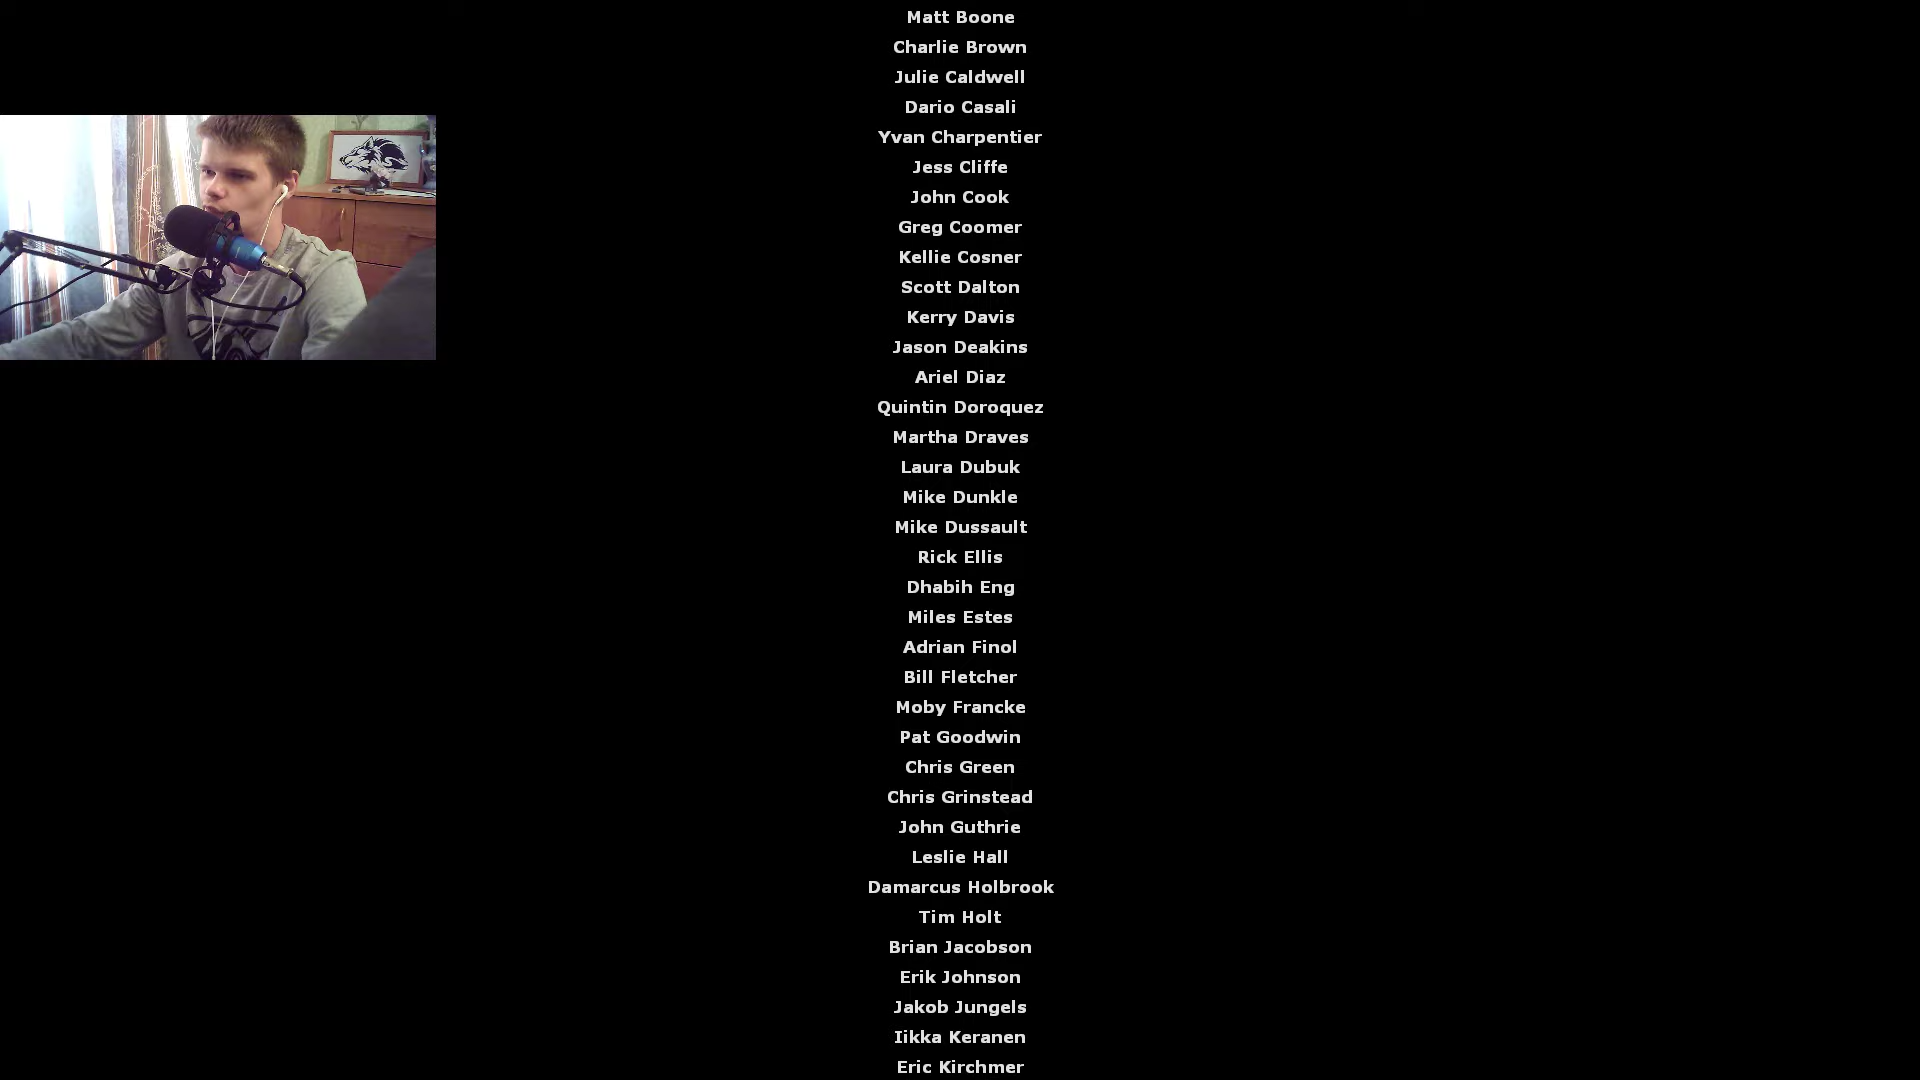 Matt Boone
Charlie Brown
Julie Caldwell
Dario Casali
Yvan Charpentier
Jess Cliffe
John Cook
Greg Coomer
Kellie Cosner
Scott Dalton
Kerry Davis
Jason Deakins
Ariel Diaz
Quintin Doroquez
Martha Draves
Laura Dubuk
Mike Dunkle
Mike Dussault
Rick Ellis
Dhabih Eng
Miles Estes
Adrian Finol
Bill Fletcher
Moby Francke
Pat Goodwin
Chris Green
Chris Grinstead
John Guthrie
Leslie Hall
Damarcus Holbrook
Tim Holt
Brian Jacobson
Erik Johnson
Jakob Jungels
Iikka Keranen
Eric Kirchmer